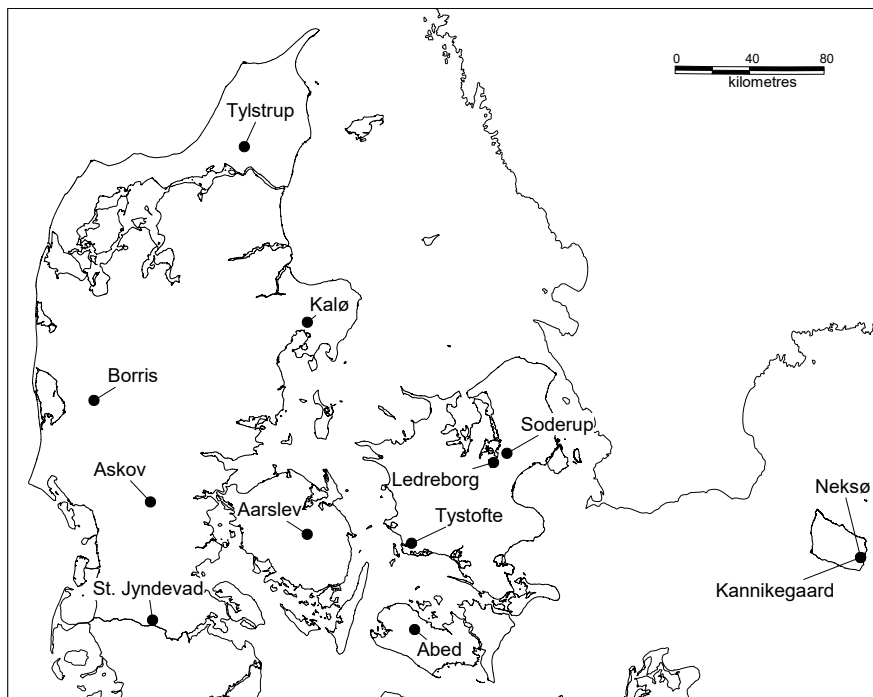 0 40 80
kilometres
Tylstrup
Kalø
Borris
Soderup
Ledreborg
Askov
Neksø
Aarslev
Tystofte
St. Jyndevad
Kannikegaard
Abed